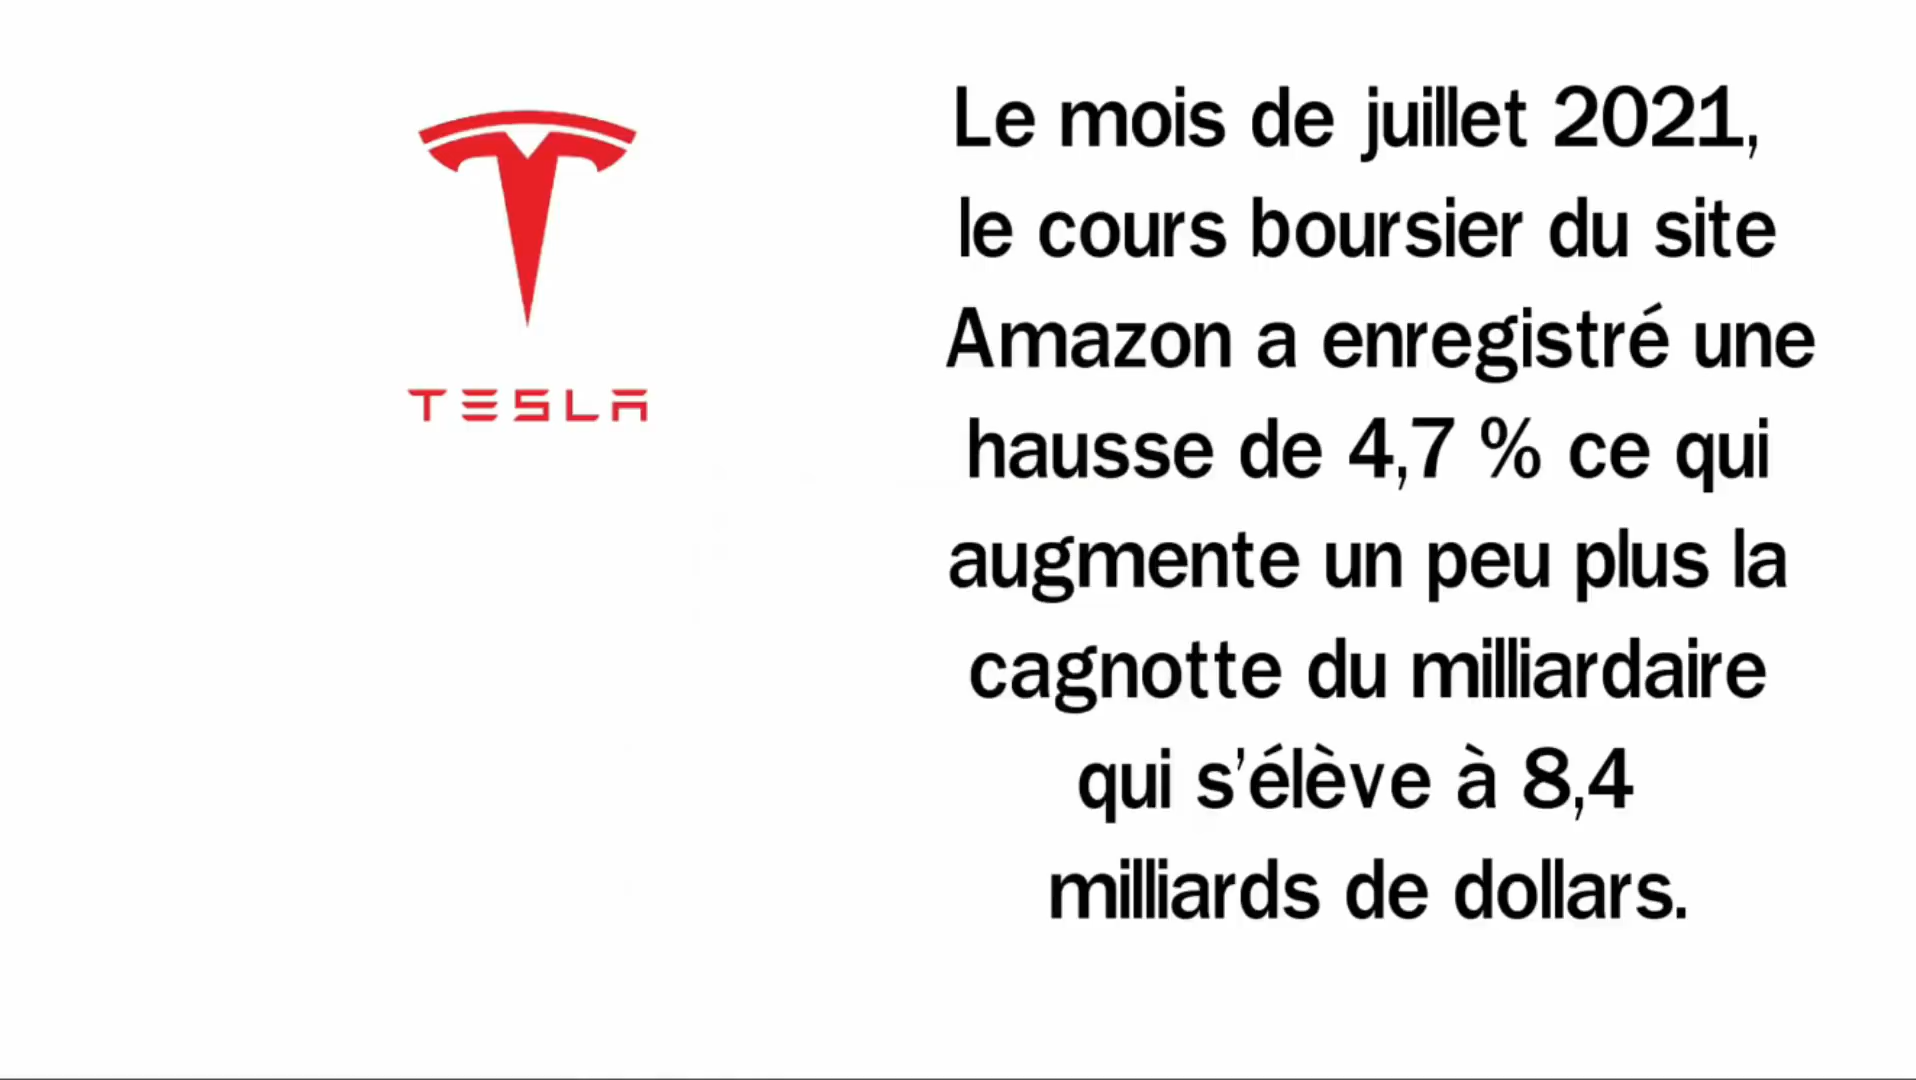 TESLA
Le mois de juillet 2021,
le cours boursier du site
Amazon a enregistré une
hausse de 4,7 % ce qui
augmente un peu plus la
cagnotte du milliardaire
qui s’élève à 8,4
milliards de dollars.